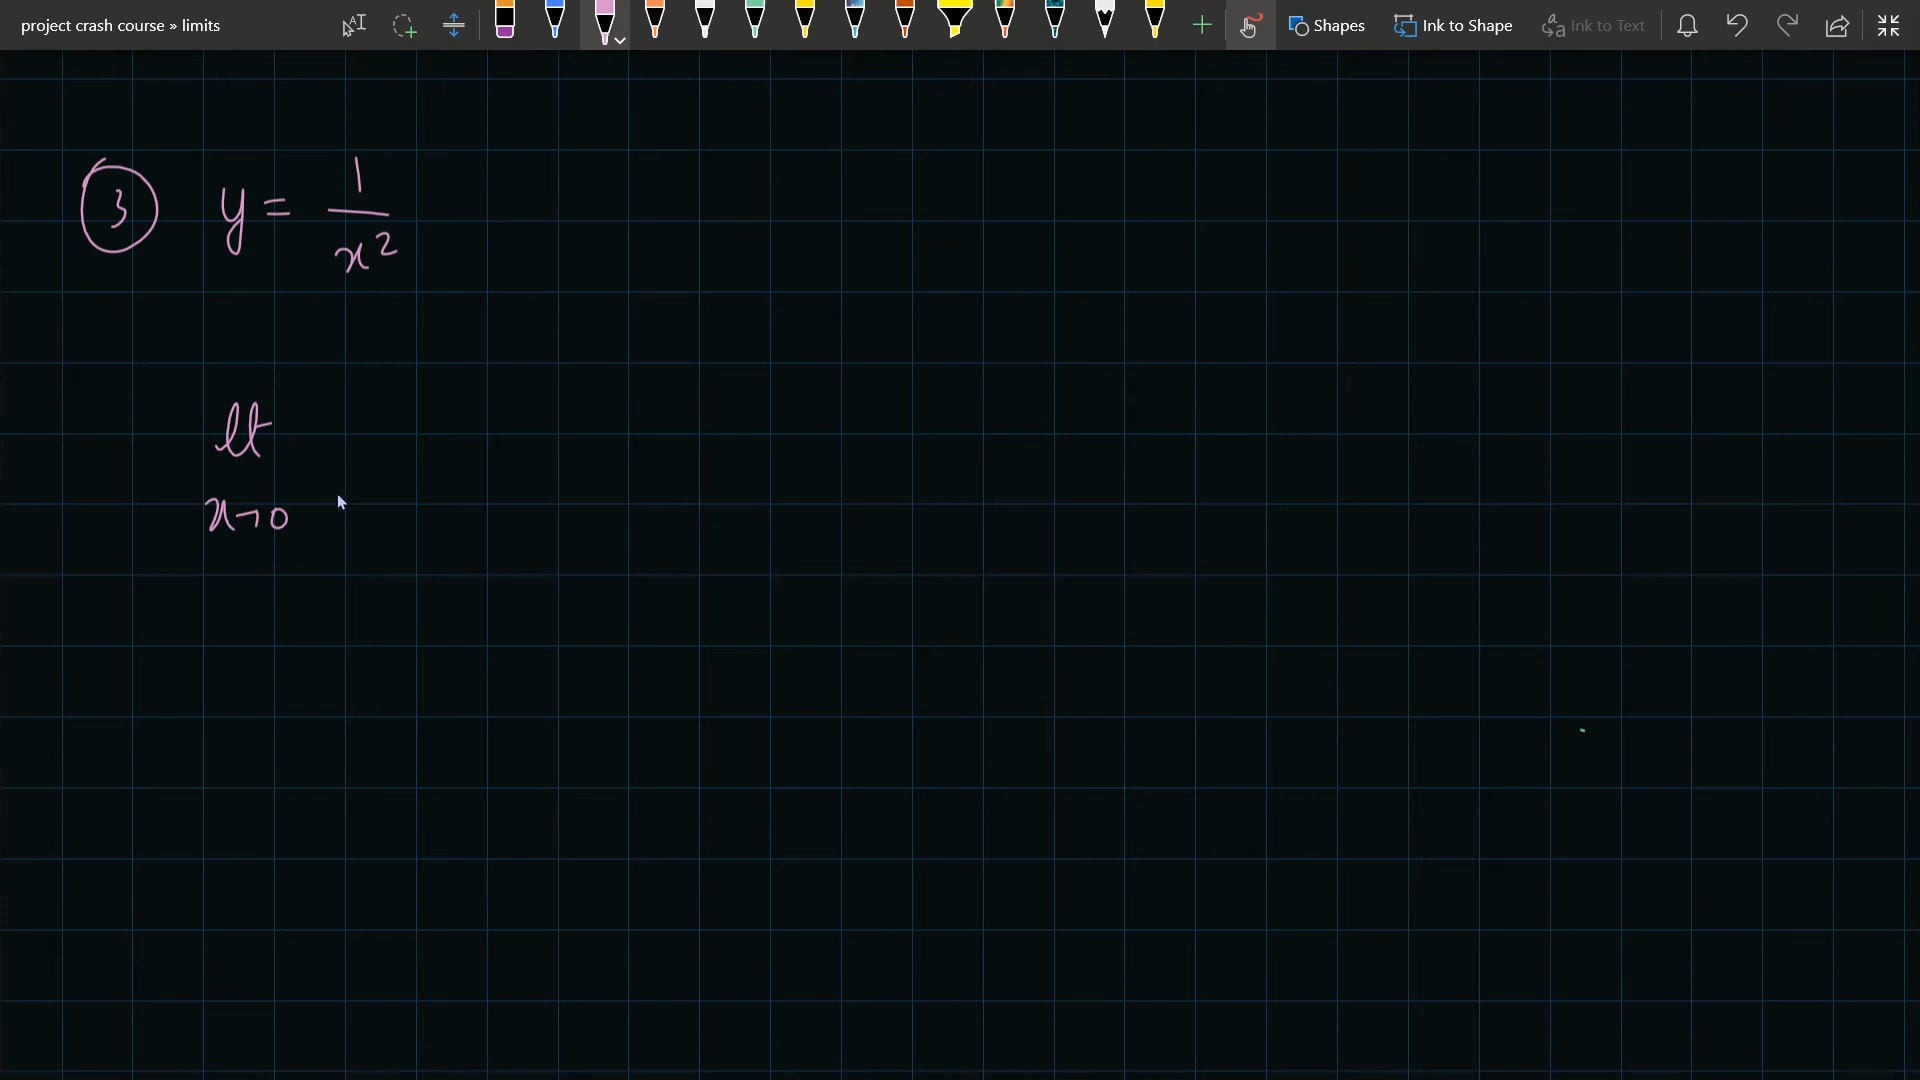 project crash course » limits
Shapes
Ink to Shape
Ink to Text
③ y = 1/x²
lt
x→0